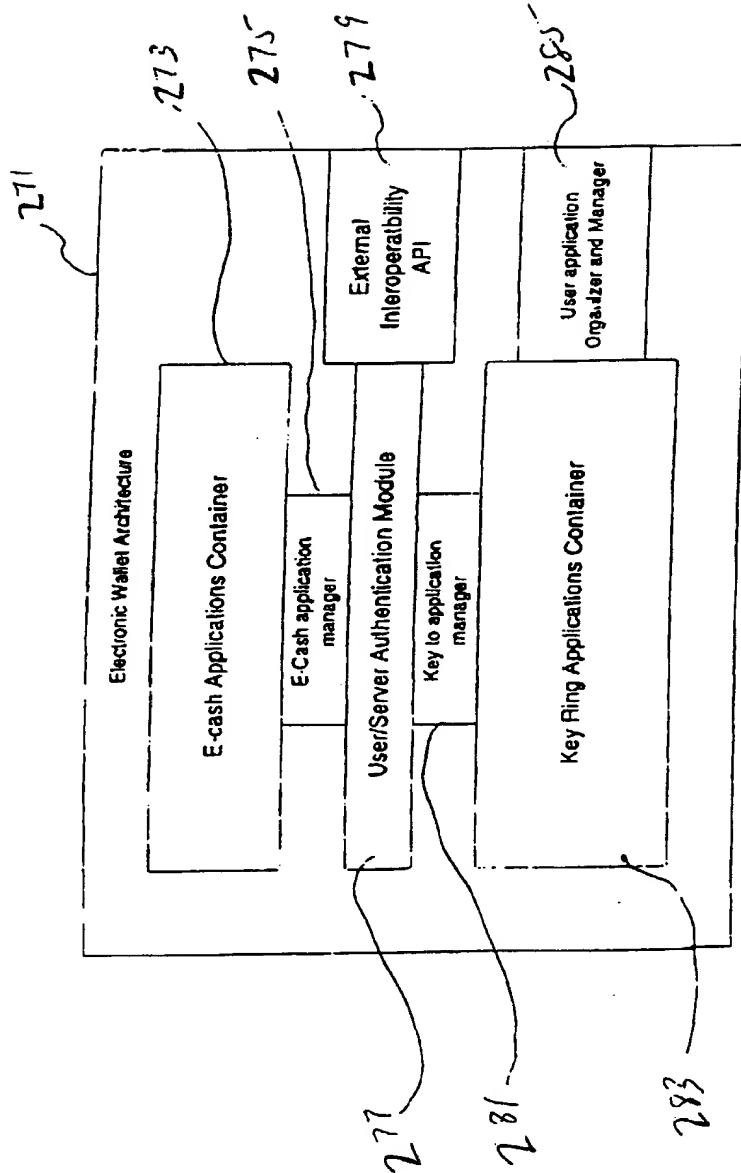 271
Electronic Wallet Architecture
273
E-cash Applications Container
275
E-Cash application
manager
277
User/Server Authentication Module
279
External
Interoperatbility
API
281
Key to application
manager
283
Key Ring Applications Container
285
User application
Organizer and Manager